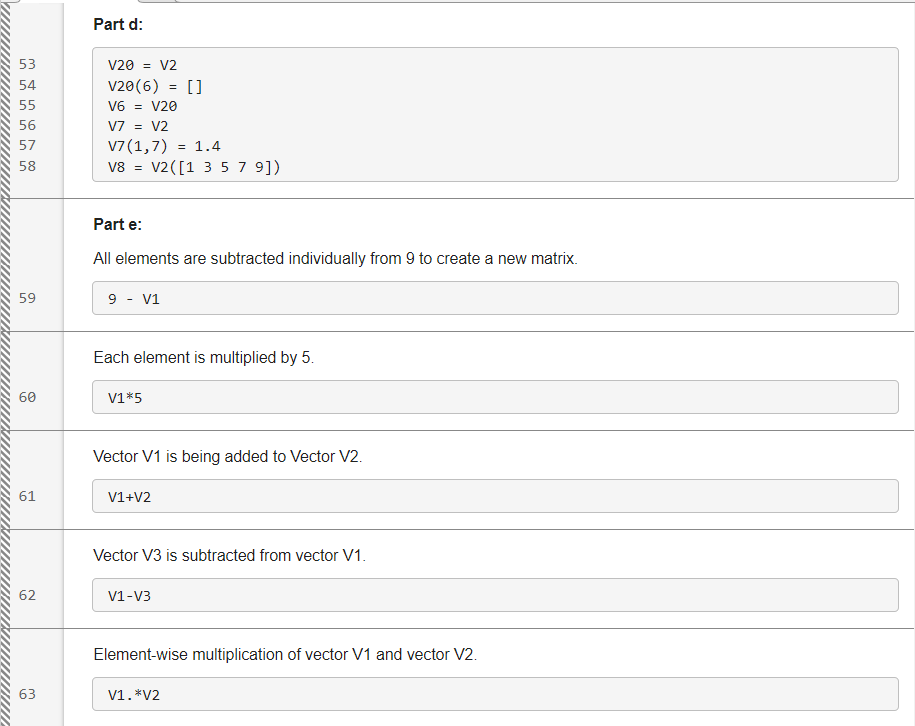 Part d:
53 V20 = V2
54 V20(6) = []
55 V6 = V20
56 V7 = V2
57 V7(1,7) = 1.4
58 V8 = V2([1 3 5 7 9])
Part e:
All elements are subtracted individually from 9 to create a new matrix.
59 9 - V1
Each element is multiplied by 5.
60 V1*5
Vector V1 is being added to Vector V2.
61 V1+V2
Vector V3 is subtracted from vector V1.
62 V1-V3
Element-wise multiplication of vector V1 and vector V2.
63 V1.*V2